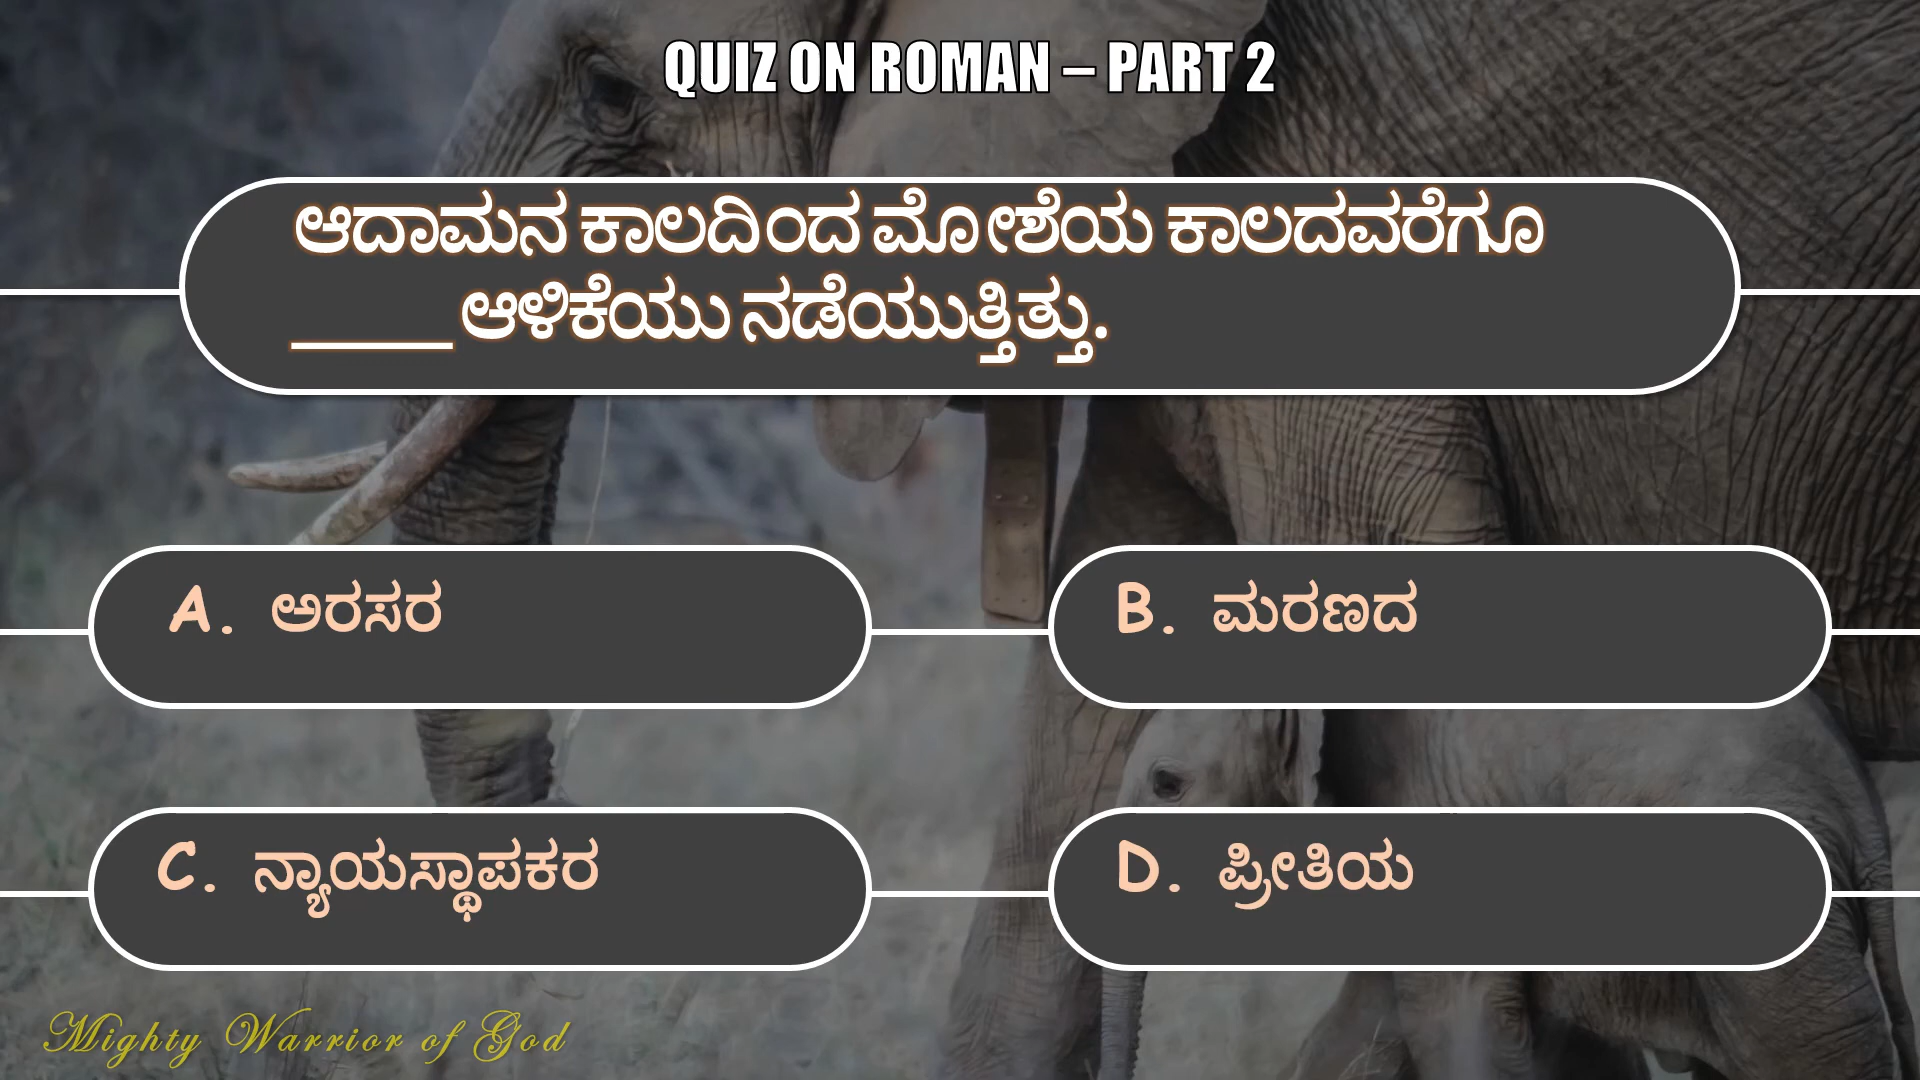 QUIZ ON ROMAN – PART 2
ಆದಾಮನ ಕಾಲದಿಂದ ಮೋಶೆಯ ಕಾಲದವರೆಗೂ
____ ಆಳಿಕೆಯು ನಡೆಯುತ್ತಿತ್ತು.
A. ಅರಸರ
B. ಮರಣದ
C. ನ್ಯಾಯಸ್ಥಾಪಕರ
D. ಪ್ರೀತಿಯ
Mighty Warrior of God